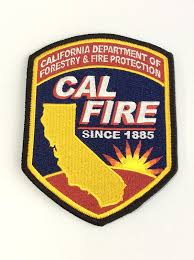 CALIFORNIA DEPARTMENT OF
FORESTRY & FIRE PROTECTION
CAL
FIRE
SINCE 1885